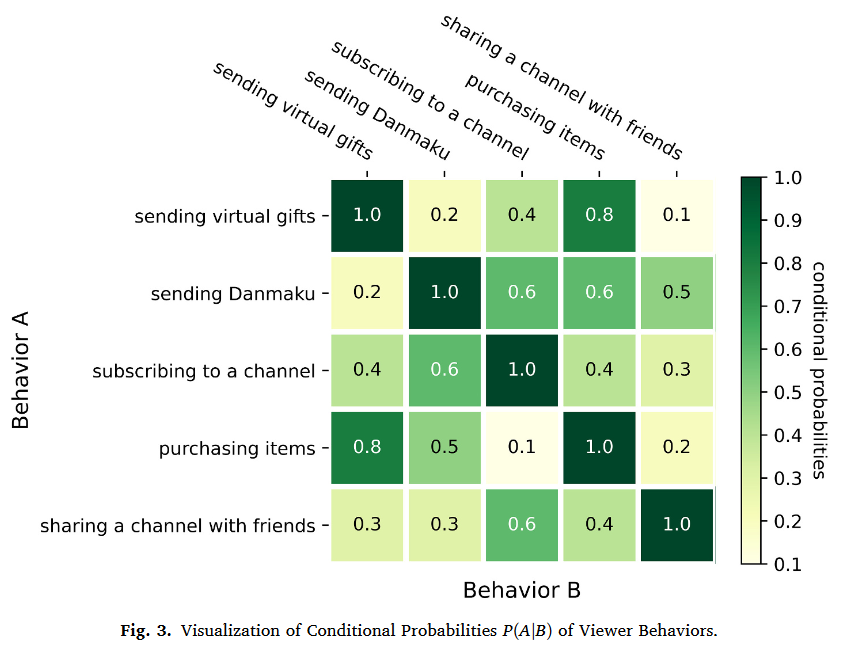 sharing a channel with friends
subscribing to a channel
purchasing items
sending Danmaku
sending virtual gifts
sending virtual gifts 1.0 0.2 0.4 0.8 0.1
sending Danmaku 0.2 1.0 0.6 0.6 0.5
subscribing to a channel 0.4 0.6 1.0 0.4 0.3
purchasing items 0.8 0.5 0.1 1.0 0.2
sharing a channel with friends 0.3 0.3 0.6 0.4 1.0
Behavior A
Behavior B
1.0
0.9
0.8
0.7
0.6
0.5
0.4
0.3
0.2
0.1
conditional probabilities
Fig. 3. Visualization of Conditional Probabilities P(A|B) of Viewer Behaviors.